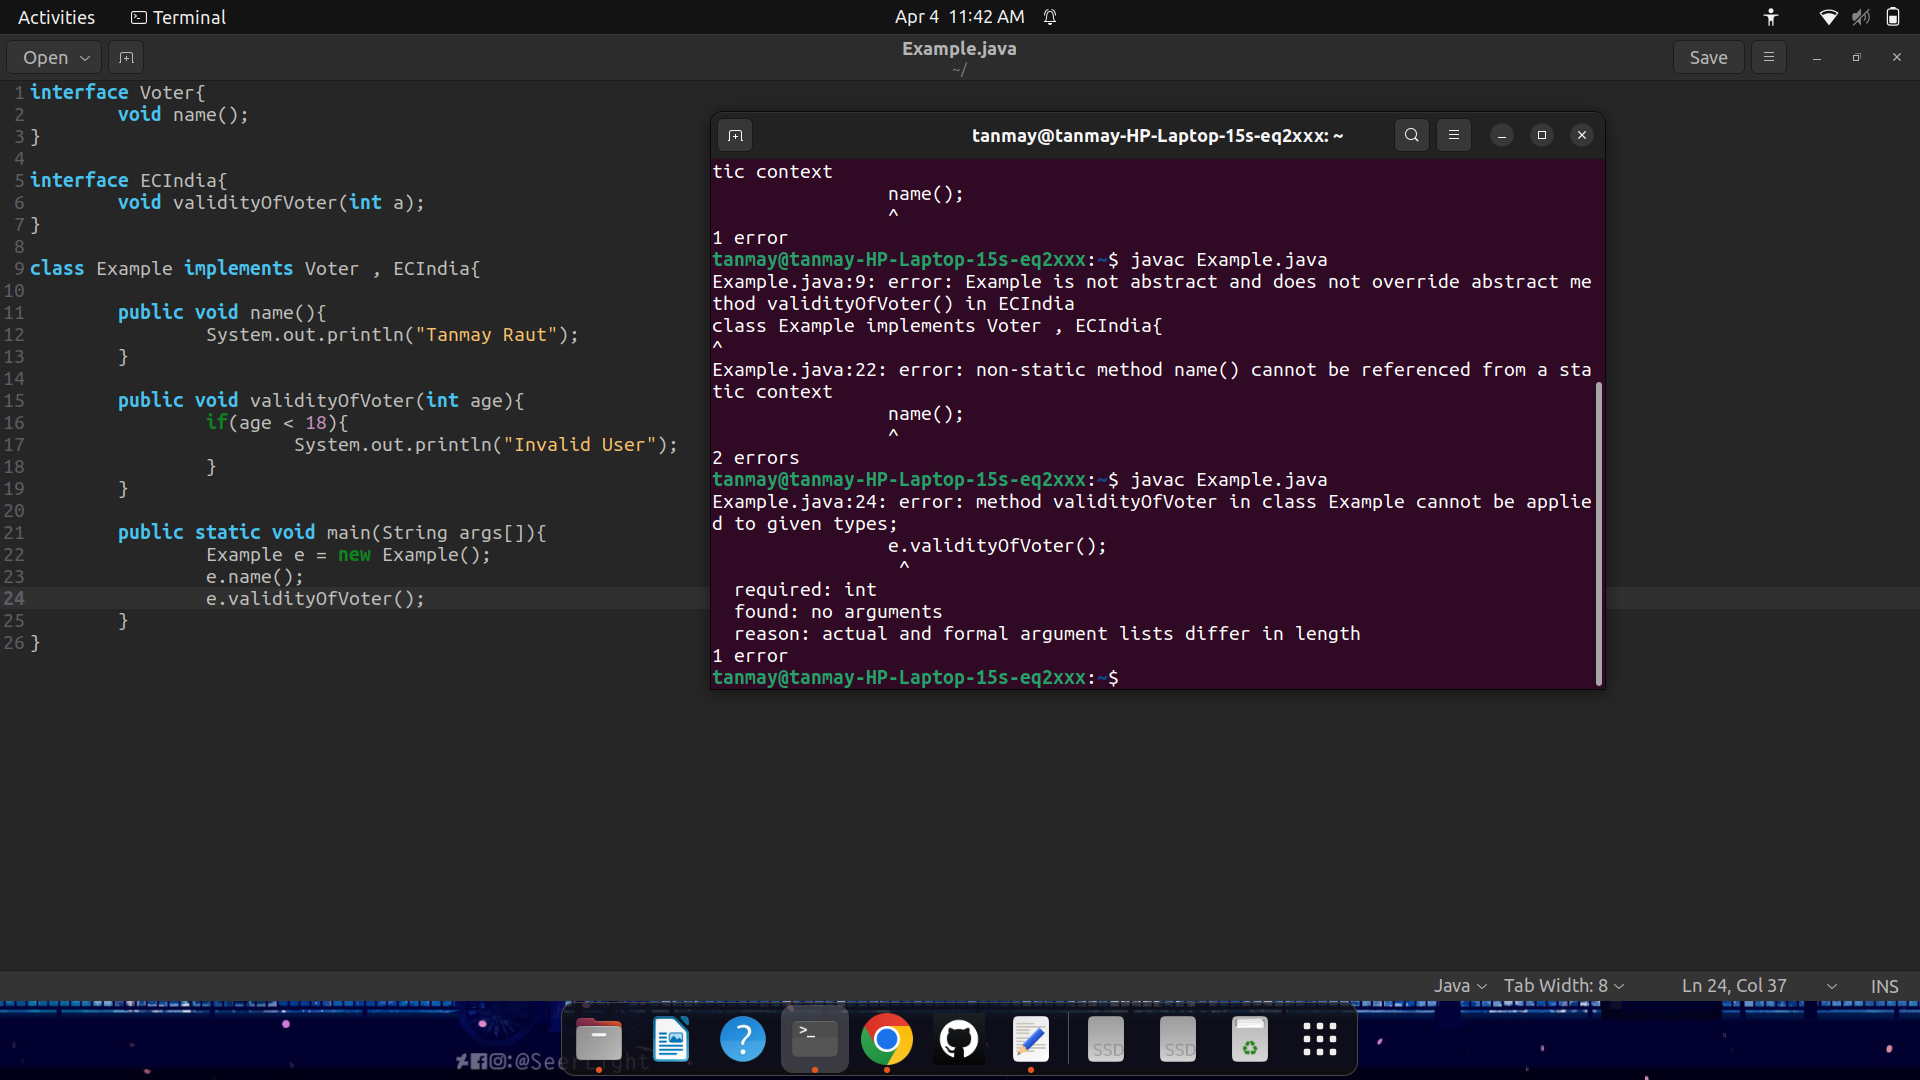 Activities
Terminal
Apr 4 11:42 AM
Open
Example.java
~/
Save
1 interface Voter{
2 void name();
3 }
4
5 interface ECIndia{
6 void validityOfVoter(int a);
7 }
8
9 class Example implements Voter , ECIndia{
10
11 public void name(){
12 System.out.println("Tanmay Raut");
13 }
14
15 public void validityOfVoter(int age){
16 if(age < 18){
17 System.out.println("Invalid User");
18 }
19 }
20
21 public static void main(String args[]){
22 Example e = new Example();
23 e.name();
24 e.validityOfVoter();
25 }
26 }
tanmay@tanmay-HP-Laptop-15s-eq2xxx: ~
tic context
name();
^
1 error
tanmay@tanmay-HP-Laptop-15s-eq2xxx:~$ javac Example.java
Example.java:9: error: Example is not abstract and does not override abstract me
thod validityOfVoter() in ECIndia
class Example implements Voter , ECIndia{
^
Example.java:22: error: non-static method name() cannot be referenced from a sta
tic context
name();
^
2 errors
tanmay@tanmay-HP-Laptop-15s-eq2xxx:~$ javac Example.java
Example.java:24: error: method validityOfVoter in class Example cannot be applie
d to given types;
e.validityOfVoter();
^
required: int
found: no arguments
reason: actual and formal argument lists differ in length
1 error
tanmay@tanmay-HP-Laptop-15s-eq2xxx:~$
Java
Tab Width: 8
Ln 24, Col 37
INS
>_
?
SSD
SSD
:@SeerLight